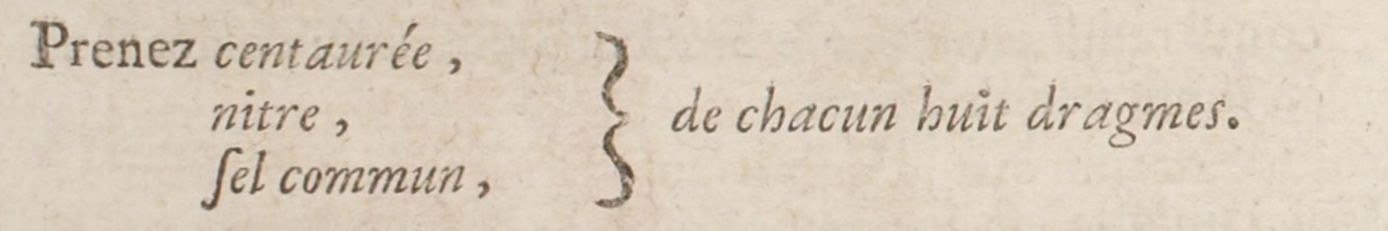 Prenez centaurée,
nitre,
ſel commun,
} de chacun huit dragmes.